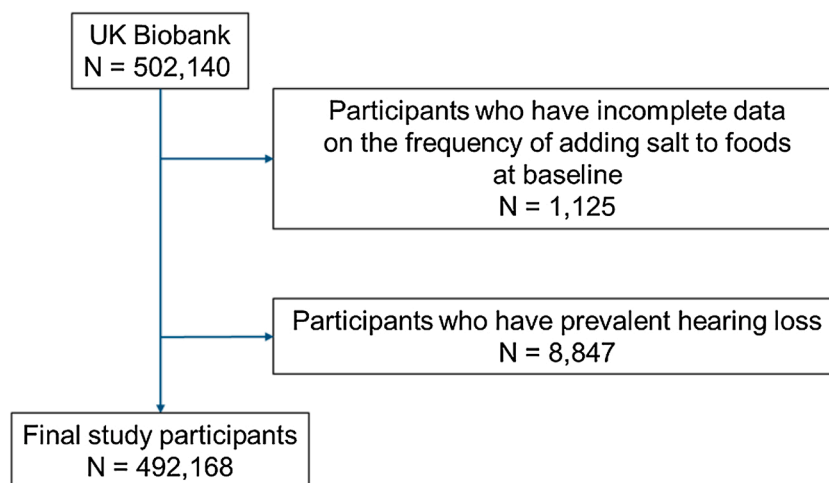 UK Biobank
N = 502,140
Participants who have incomplete data
on the frequency of adding salt to foods
at baseline
N = 1,125
Participants who have prevalent hearing loss
N = 8,847
Final study participants
N = 492,168